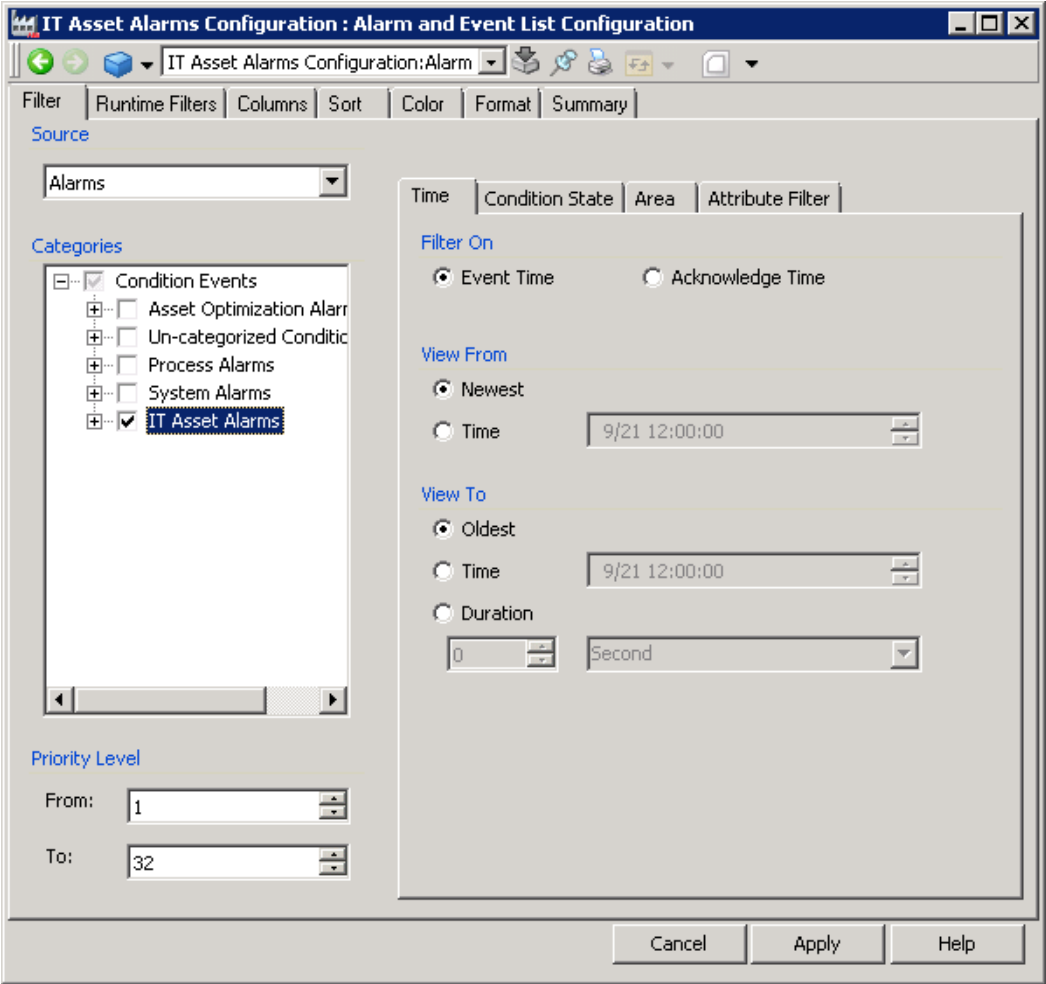 IT Asset Alarms Configuration : Alarm and Event List Configuration
IT Asset Alarms Configuration:Alarm
Filter Runtime Filters Columns Sort Color Format Summary
Source
Alarms
Categories
Condition Events
Asset Optimization Alarr
Un-categorized Conditic
Process Alarms
System Alarms
IT Asset Alarms
Priority Level
From: 1
To: 32
Time Condition State Area Attribute Filter
Filter On
Event Time Acknowledge Time
View From
Newest
Time 9/21 12:00:00
View To
Oldest
Time 9/21 12:00:00
Duration
0 Second
Cancel Apply Help